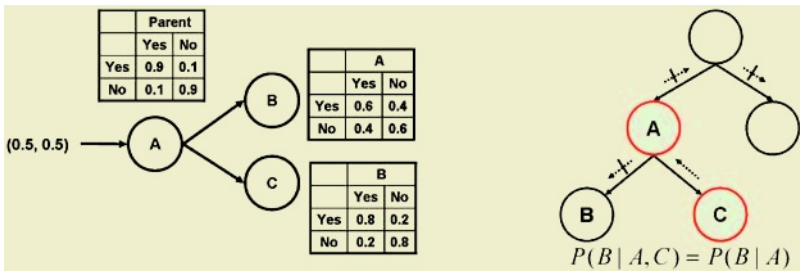 Parent
Yes No
Yes 0.9 0.1
No 0.1 0.9
(0.5, 0.5)
A
B
C
A
Yes No
Yes 0.6 0.4
No 0.4 0.6
B
Yes No
Yes 0.8 0.2
No 0.2 0.8
A
B
C
P(B | A, C) = P(B | A)